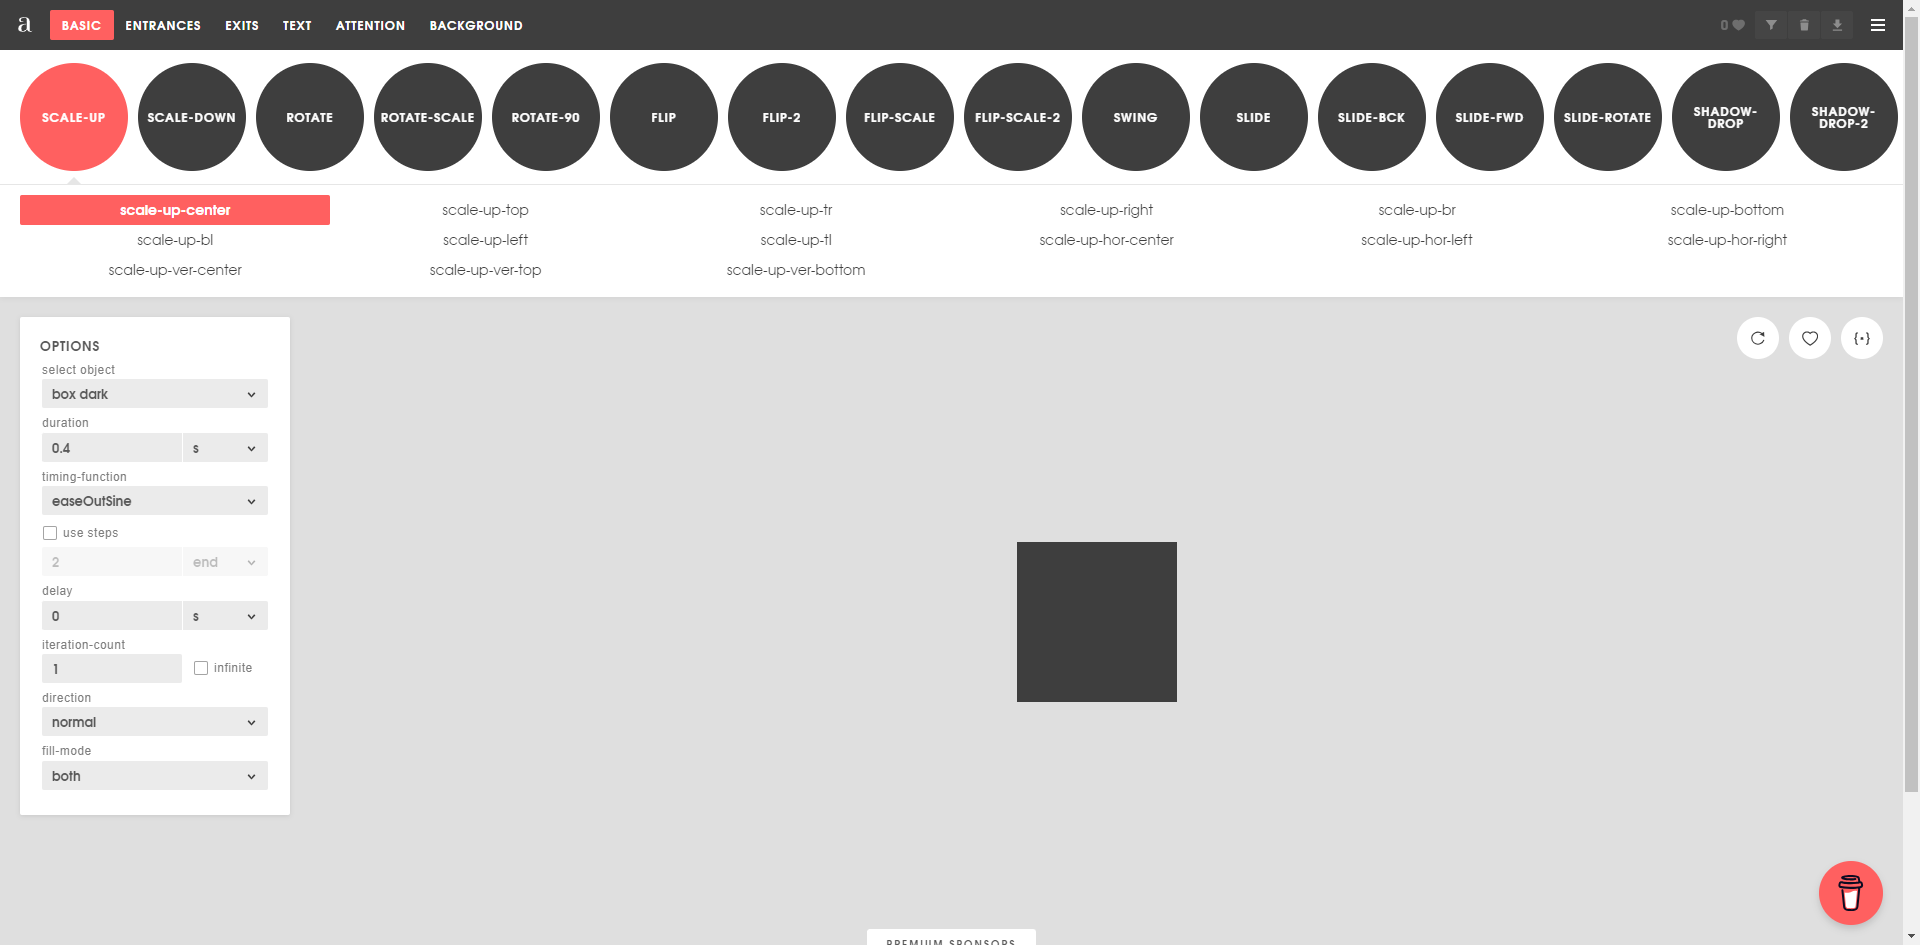 a BASIC ENTRANCES EXITS TEXT ATTENTION BACKGROUND 0
SCALE-UP SCALE-DOWN ROTATE ROTATE-SCALE ROTATE-90 FLIP FLIP-2 FLIP-SCALE FLIP-SCALE-2 SWING SLIDE SLIDE-BCK SLIDE-FWD SLIDE-ROTATE SHADOW-DROP SHADOW-DROP-2
scale-up-center scale-up-top scale-up-tr scale-up-right scale-up-br scale-up-bottom
scale-up-bl scale-up-left scale-up-tl scale-up-hor-center scale-up-hor-left scale-up-hor-right
scale-up-ver-center scale-up-ver-top scale-up-ver-bottom
OPTIONS
select object
box dark
duration
0.4 s
timing-function
easeOutSine
use steps
2 end
delay
0 s
iteration-count
1 infinite
direction
normal
fill-mode
both
{·}
PREMIUM SPONSORS